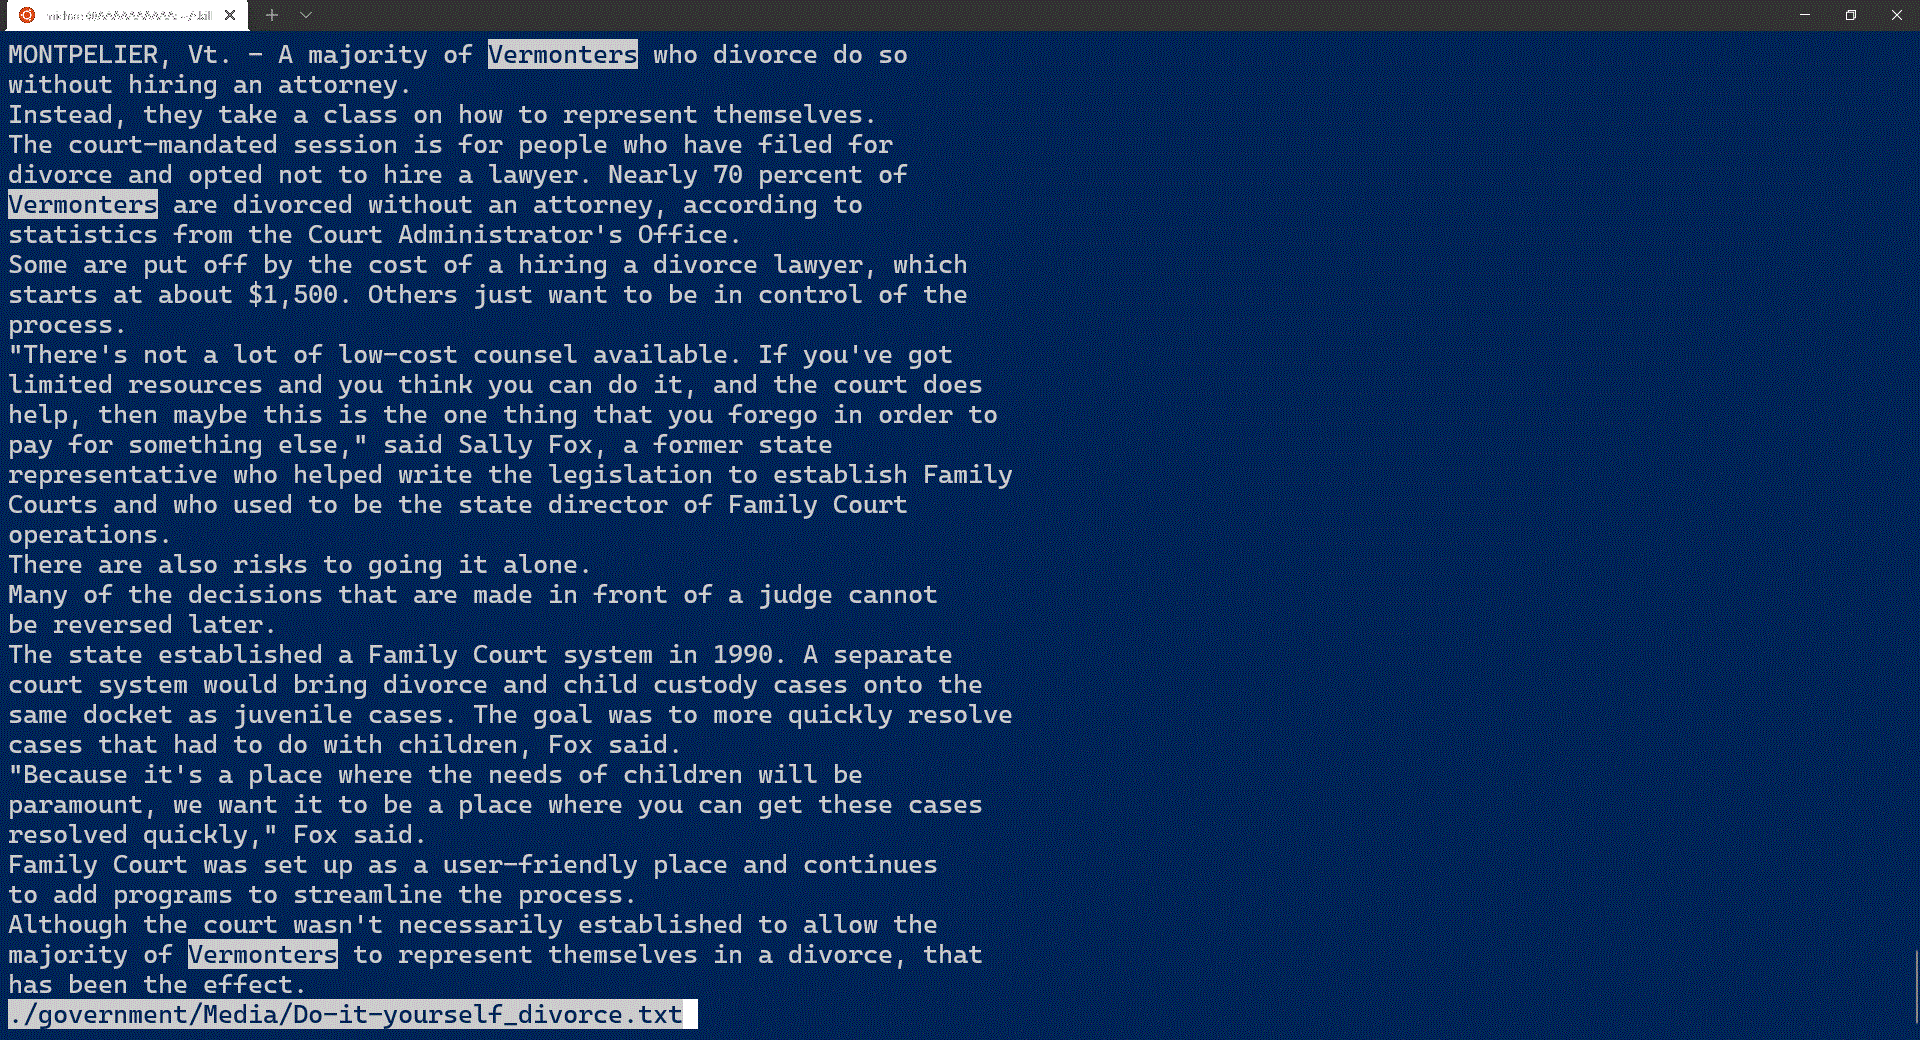 MONTPELIER, Vt. - A majority of Vermonters who divorce do so
without hiring an attorney.
Instead, they take a class on how to represent themselves.
The court-mandated session is for people who have filed for
divorce and opted not to hire a lawyer. Nearly 70 percent of
Vermonters are divorced without an attorney, according to
statistics from the Court Administrator's Office.
Some are put off by the cost of a hiring a divorce lawyer, which
starts at about $1,500. Others just want to be in control of the
process.
"There's not a lot of low-cost counsel available. If you've got
limited resources and you think you can do it, and the court does
help, then maybe this is the one thing that you forego in order to
pay for something else," said Sally Fox, a former state
representative who helped write the legislation to establish Family
Courts and who used to be the state director of Family Court
operations.
There are also risks to going it alone.
Many of the decisions that are made in front of a judge cannot
be reversed later.
The state established a Family Court system in 1990. A separate
court system would bring divorce and child custody cases onto the
same docket as juvenile cases. The goal was to more quickly resolve
cases that had to do with children, Fox said.
"Because it's a place where the needs of children will be
paramount, we want it to be a place where you can get these cases
resolved quickly," Fox said.
Family Court was set up as a user-friendly place and continues
to add programs to streamline the process.
Although the court wasn't necessarily established to allow the
majority of Vermonters to represent themselves in a divorce, that
has been the effect.
./government/Media/Do-it-yourself_divorce.txt